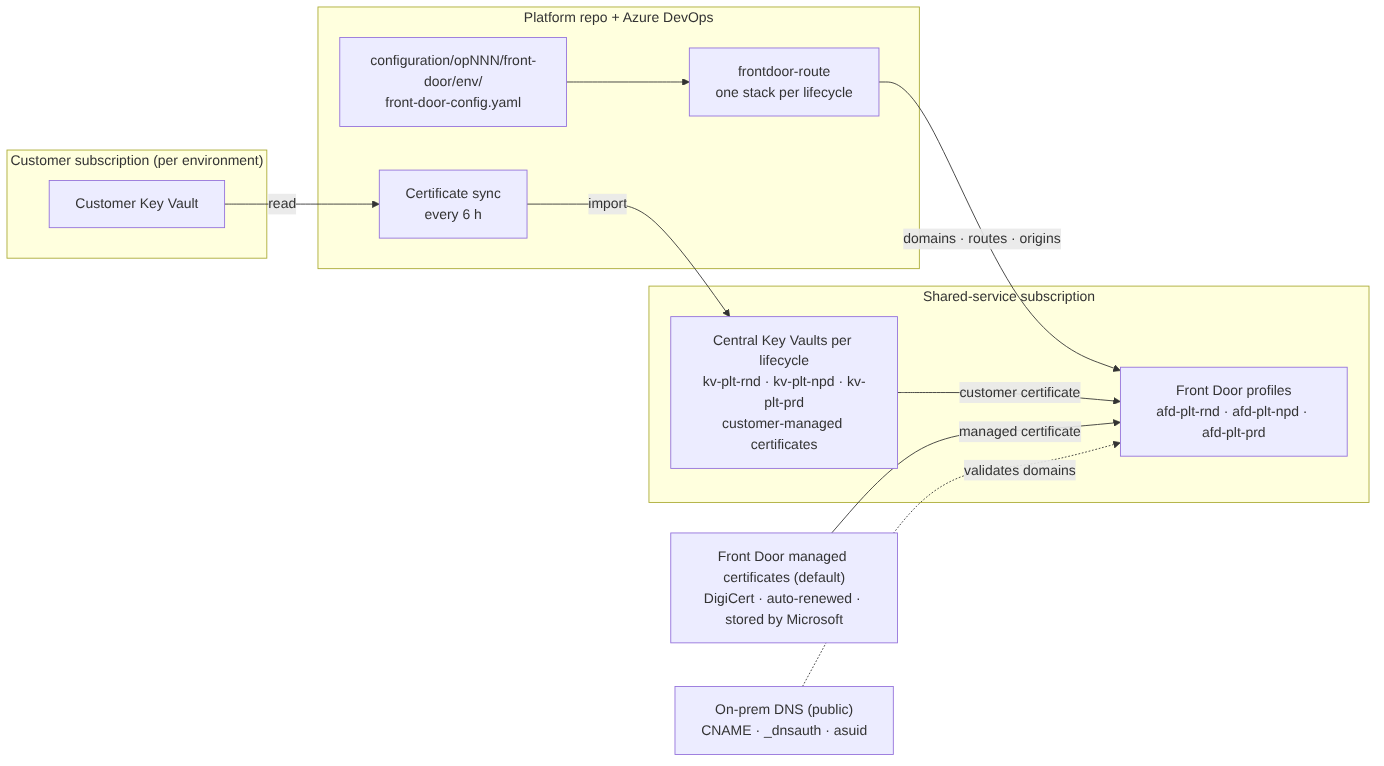 Platform repo + Azure DevOps
configuration/opNNN/front-
door/env/
front-door-config.yaml
frontdoor-route
one stack per lifecycle
Customer subscription (per environment)
Customer Key Vault
read
Certificate sync
every 6 h
import
domains · routes · origins
Shared-service subscription
Central Key Vaults per
lifecycle
kv-plt-rnd · kv-plt-npd · kv-
plt-prd
customer-managed
certificates
customer certificate
managed certificate
validates domains
Front Door profiles
afd-plt-rnd · afd-plt-npd ·
afd-plt-prd
Front Door managed
certificates (default)
DigiCert · auto-renewed ·
stored by Microsoft
On-prem DNS (public)
CNAME · _dnsauth · asuid